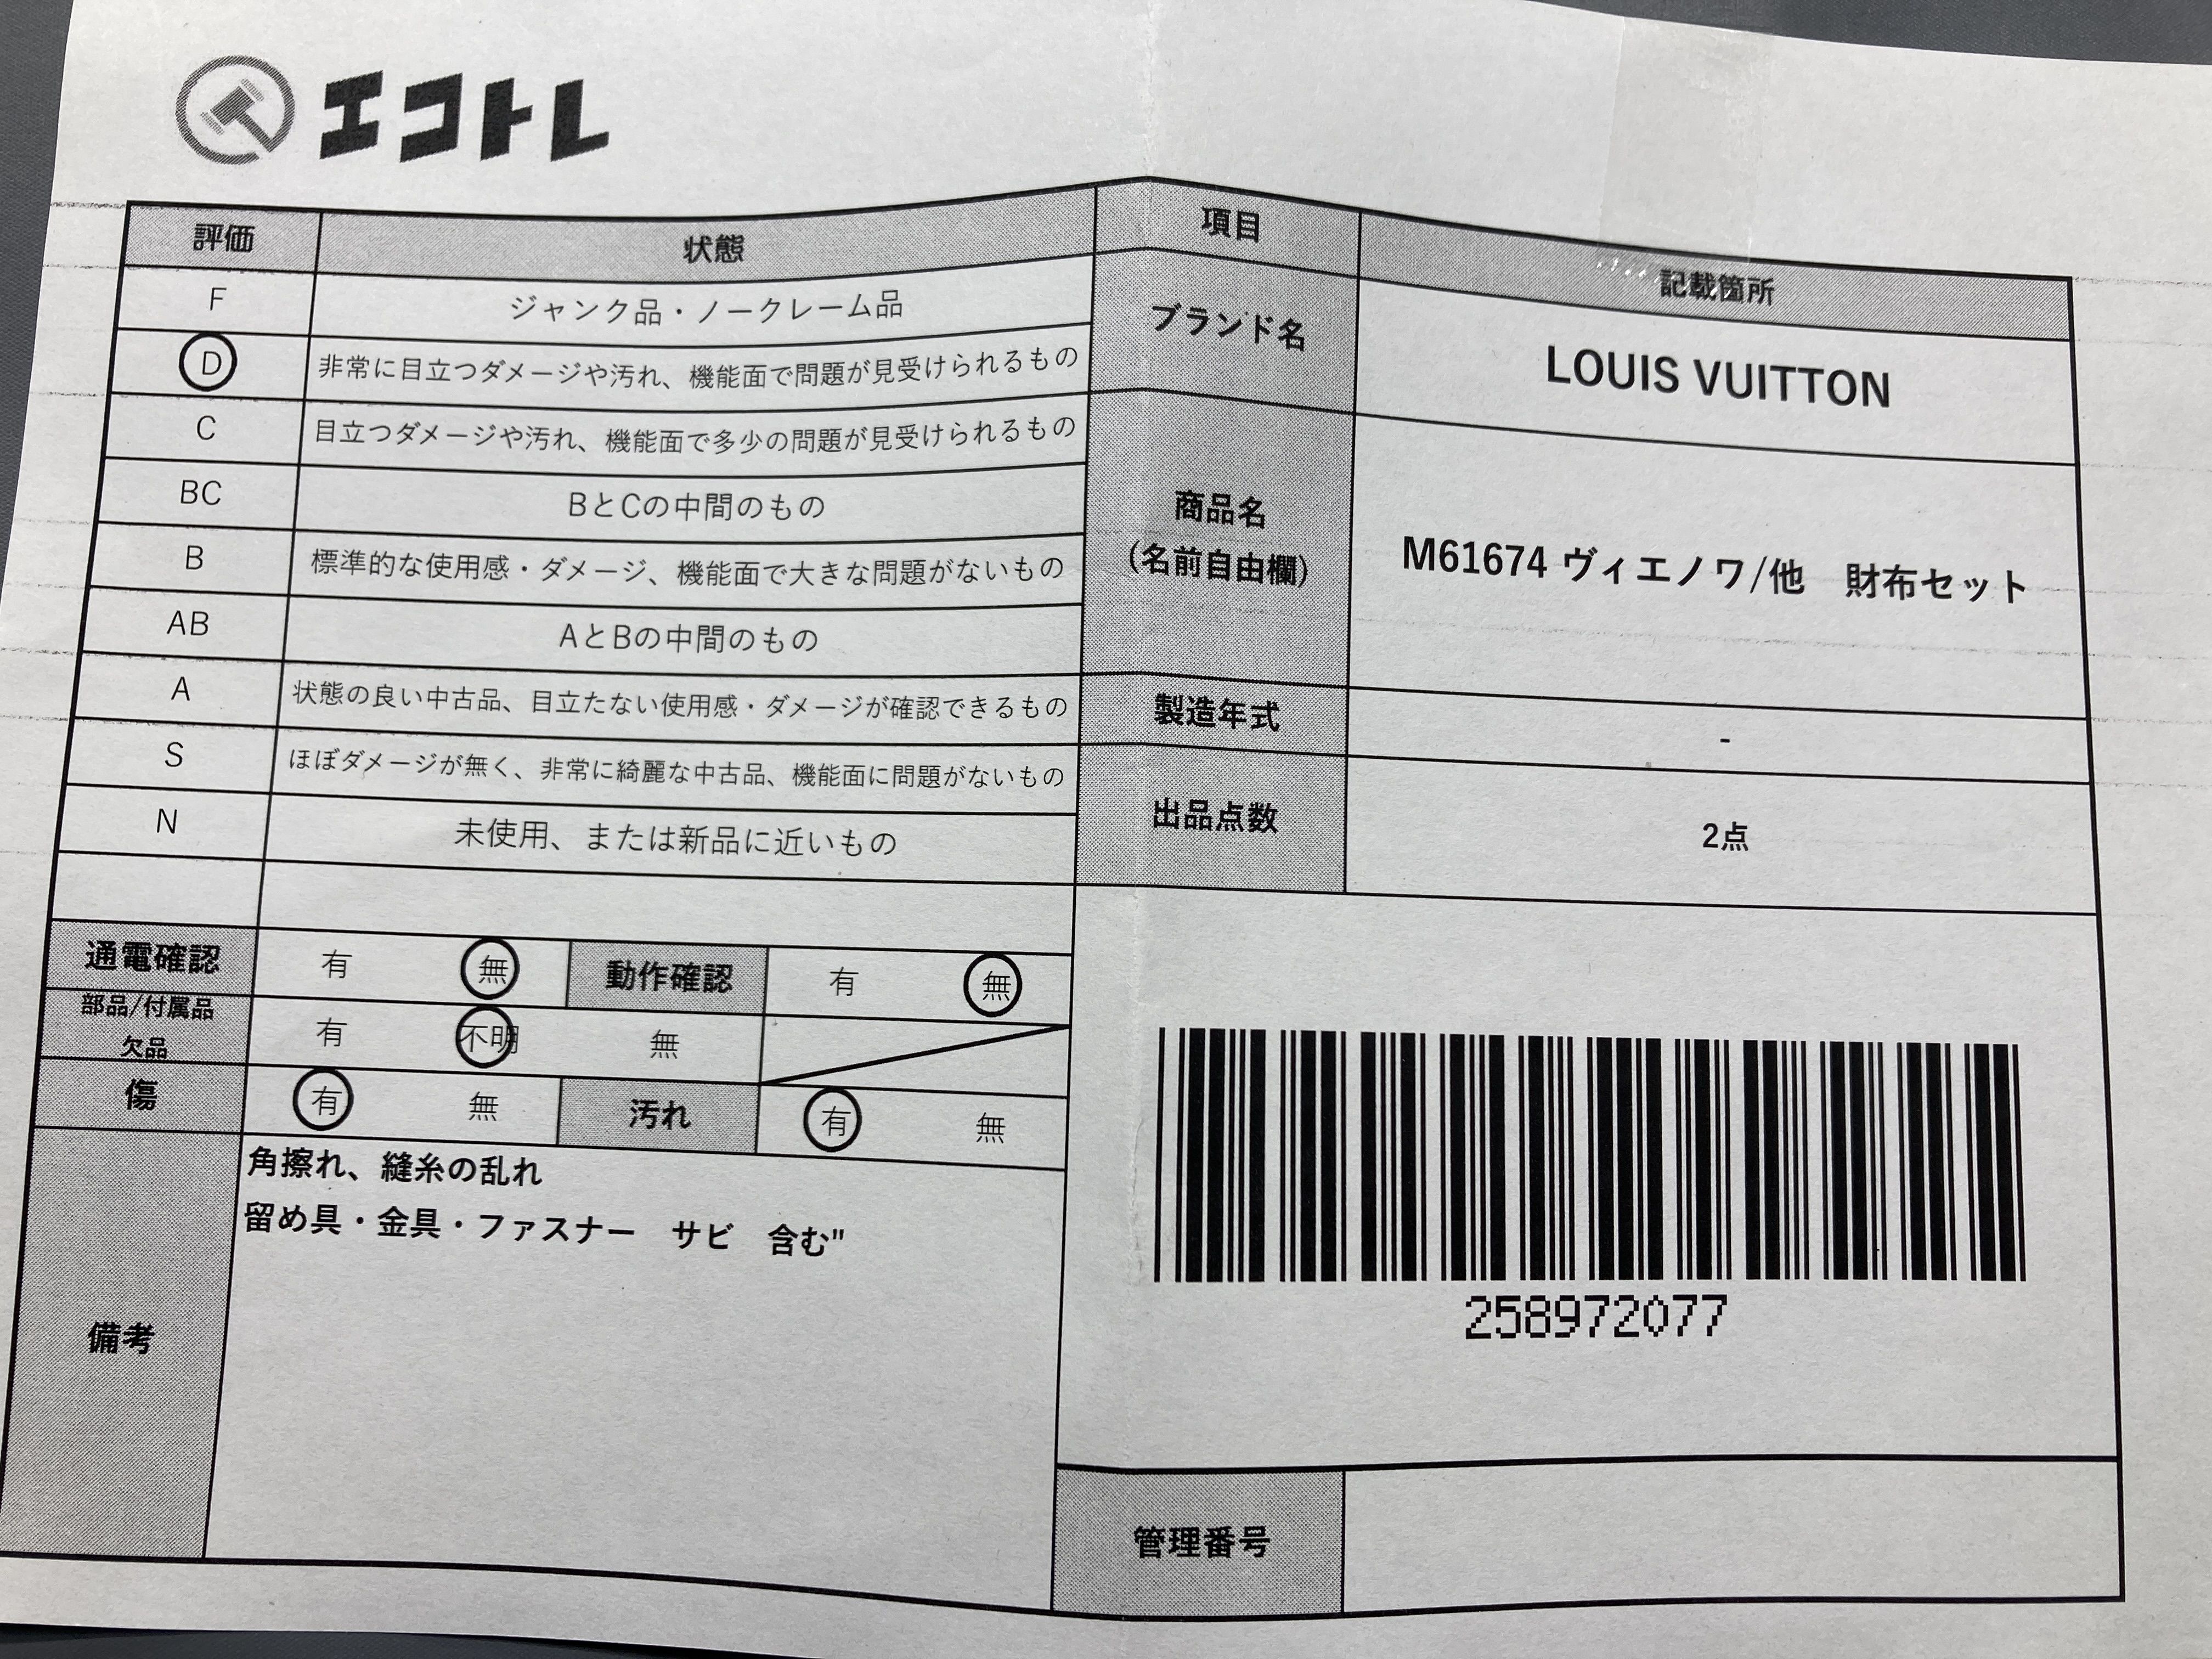 エコトレ
評価 状態
F ジャンク品・ノークレーム品
D 非常に目立つダメージや汚れ、機能面で問題が見受けられるもの
C 目立つダメージや汚れ、機能面で多少の問題が見受けられるもの
BC BとCの中間のもの
B 標準的な使用感・ダメージ、機能面で大きな問題がないもの
AB AとBの中間のもの
A 状態の良い中古品、目立たない使用感・ダメージが確認できるもの
S ほぼダメージが無く、非常に綺麗な中古品、機能面に問題がないもの
N 未使用、または新品に近いもの
通電確認 有 無 動作確認 有 無
部品/付属品
欠品 有 不明 無
傷 有 無 汚れ 有 無
備考
角擦れ、縫糸の乱れ
留め具・金具・ファスナー　サビ　含む"
項目 記載箇所
ブランド名 LOUIS VUITTON
商品名
(名前自由欄) M61674 ヴィエノワ/他　財布セット
製造年式 -
出品点数 2点
258972077
管理番号